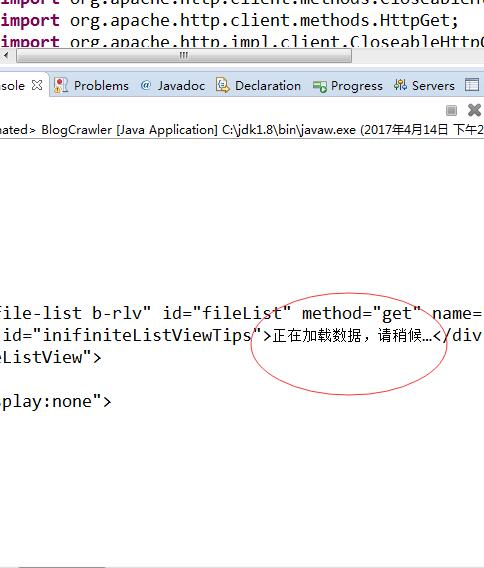 import org.apache.http.client.methods.HttpGet;
import org.apache.http.impl.client.CloseableHttpC
nsole Problems @ Javadoc Declaration Progress Servers
nated> BlogCrawler [Java Application] C:\jdk1.8\bin\javaw.exe (2017年4月14日 下午2
file-list b-rlv" id="fileList" method="get" name=
id="inifiniteListViewTips">正在加载数据，请稍候…</div
eListView">
splay:none">